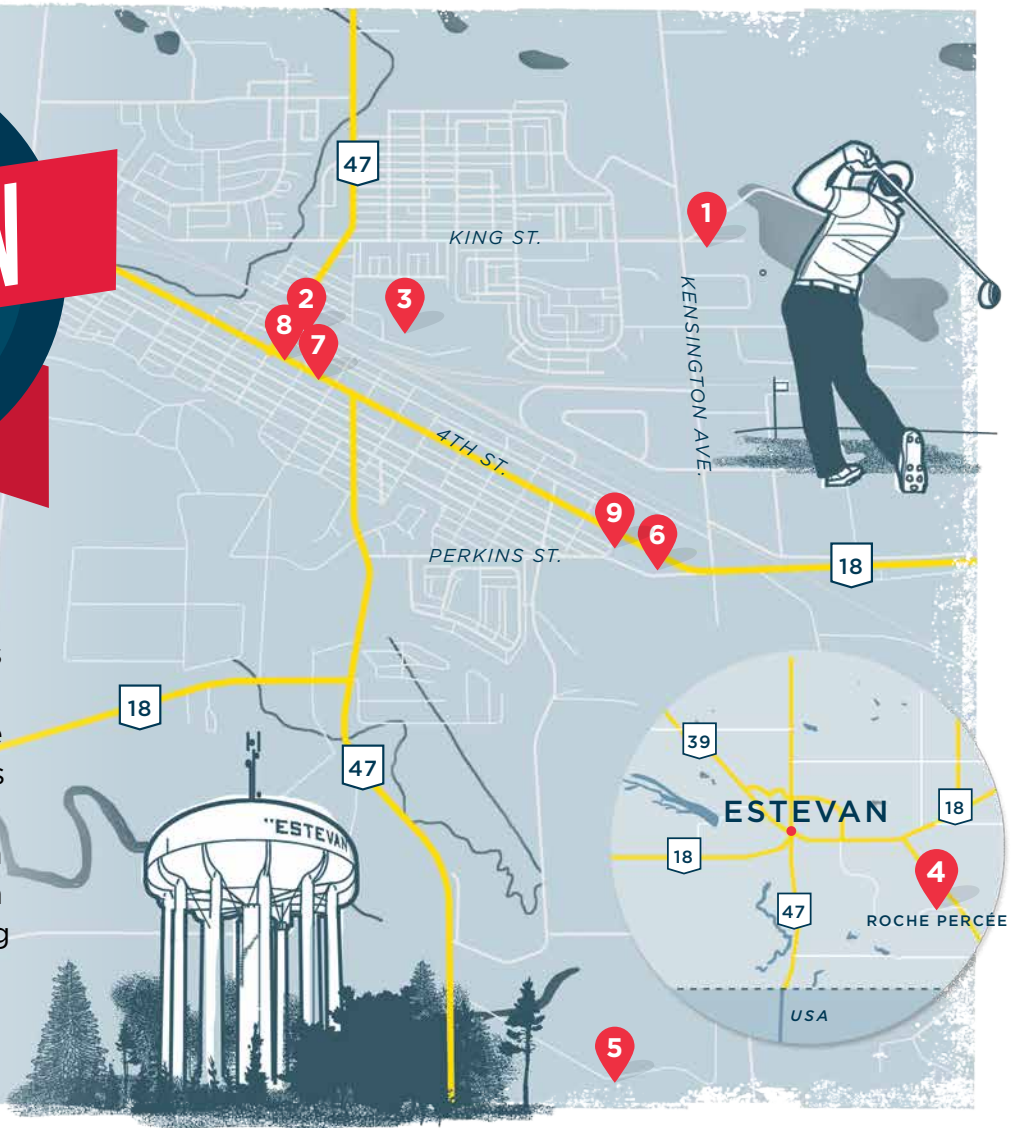 N
47
1
KING ST.
KENSINGTON AVE.
2
3
8
7
4TH ST.
9
6
PERKINS ST.
18
s
18
39
e
47
s
"ESTEVAN
ESTEVAN
18
18
4
47
ROCHE PERCÉE
g
USA
5